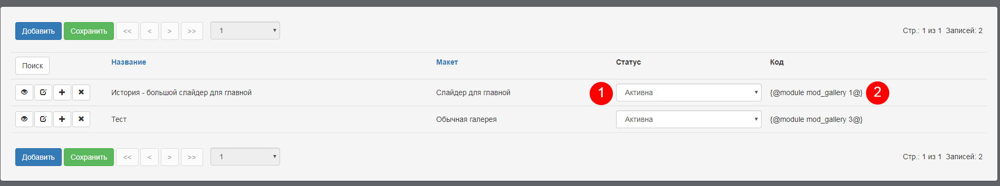 Добавить Сохранить << < > >> 1 Стр.: 1 из 1 Записей: 2
Поиск Название Макет Статус Код
История - большой слайдер для главной Слайдер для главной 1 Активна {@module mod_gallery 1@} 2
Тест Обычная галерея Активна {@module mod_gallery 3@}
Добавить Сохранить << < > >> 1 Стр.: 1 из 1 Записей: 2